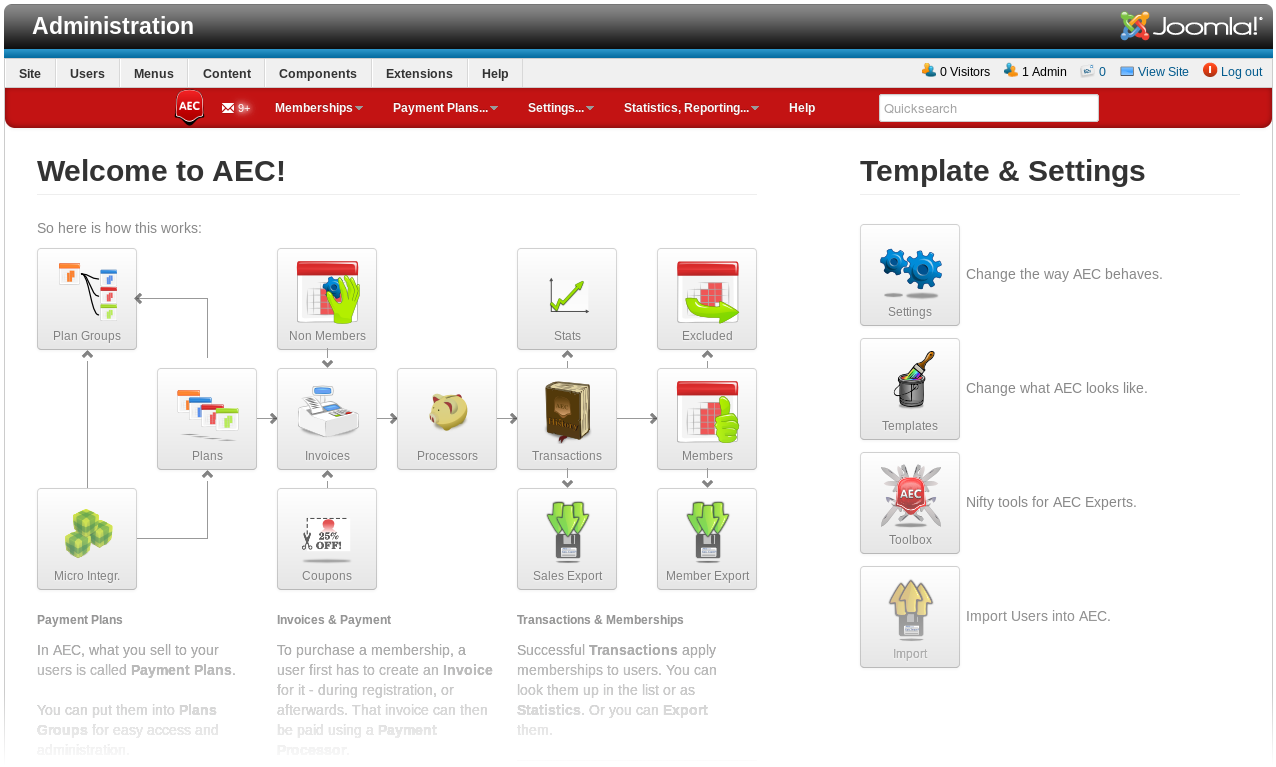 Administration
Joomla!
Site Users Menus Content Components Extensions Help
0 Visitors 1 Admin 0 View Site Log out
AEC 9+ Memberships Payment Plans... Settings... Statistics, Reporting... Help Quicksearch
Welcome to AEC!
So here is how this works:
Plan Groups
Non Members
Stats
Excluded
Plans
Invoices
Processors
History
Transactions
Members
Micro Integr.
25%
OFF!
Coupons
Sales Export
Member Export
Payment Plans
In AEC, what you sell to your
users is called Payment Plans.
You can put them into Plans
Groups for easy access and
administration.
Invoices & Payment
To purchase a membership, a
user first has to create an Invoice
for it - during registration, or
afterwards. That invoice can then
be paid using a Payment
Processor.
Transactions & Memberships
Successful Transactions apply
memberships to users. You can
look them up in the list or as
Statistics. Or you can Export
them.
Template & Settings
Settings
Change the way AEC behaves.
Templates
Change what AEC looks like.
AEC
Toolbox
Nifty tools for AEC Experts.
Import
Import Users into AEC.